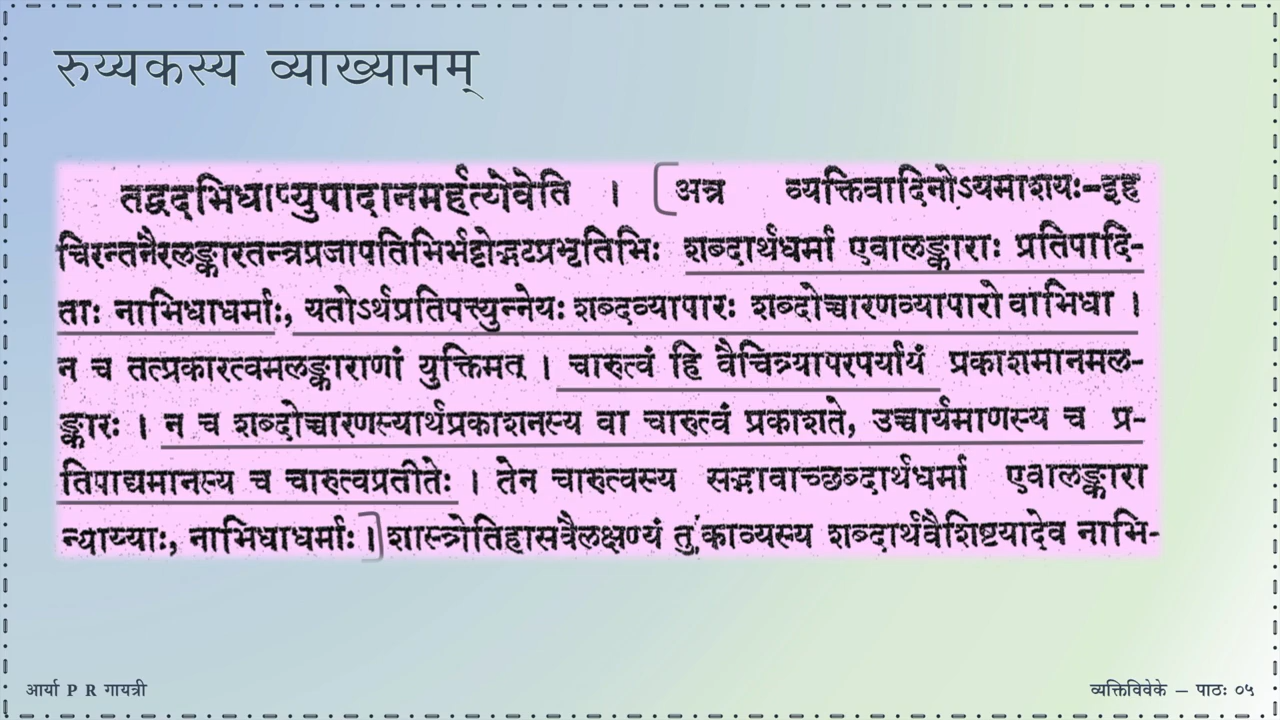 रुय्यकस्य व्याख्यानम्
तद्वदभिधाप्युपादानमर्हत्येवेति । अत्र व्यक्तिवादिनोऽयमाशयः-इह
चिरन्तनैरलङ्कारतन्त्रप्रजापतिभिर्भट्टोद्भटप्रभृतिभिः शब्दार्थधर्मा एवालङ्काराः प्रतिपादि-
ताः नाभिधाधर्माः, यतोऽर्थप्रतिपत्त्युन्नेयः शब्दव्यापारः शब्दोच्चारणव्यापारो वाभिधा ।
न च तत्प्रकारत्वमलङ्काराणां युक्तिमत् । चारुत्वं हि वैचित्र्यापरपर्यायं प्रकाशमानमल-
ङ्कारः । न च शब्दोच्चारणस्यार्थप्रकाशनस्य वा चारुत्वं प्रकाशते, उच्चार्यमाणस्य च प्र-
तिपाद्यमानस्य च चारुत्वप्रतीतेः । तेन चारुत्वस्य सद्भावाच्छब्दार्थधर्मा एवालङ्कारा
न्याय्याः, नाभिधाधर्माः । शास्त्रेतिहासवैलक्षण्यं तु काव्यस्य शब्दार्थवैशिष्टयादेव नाभि-
आर्या P R गायत्री
व्यक्तिविवेके – पाठः ०५